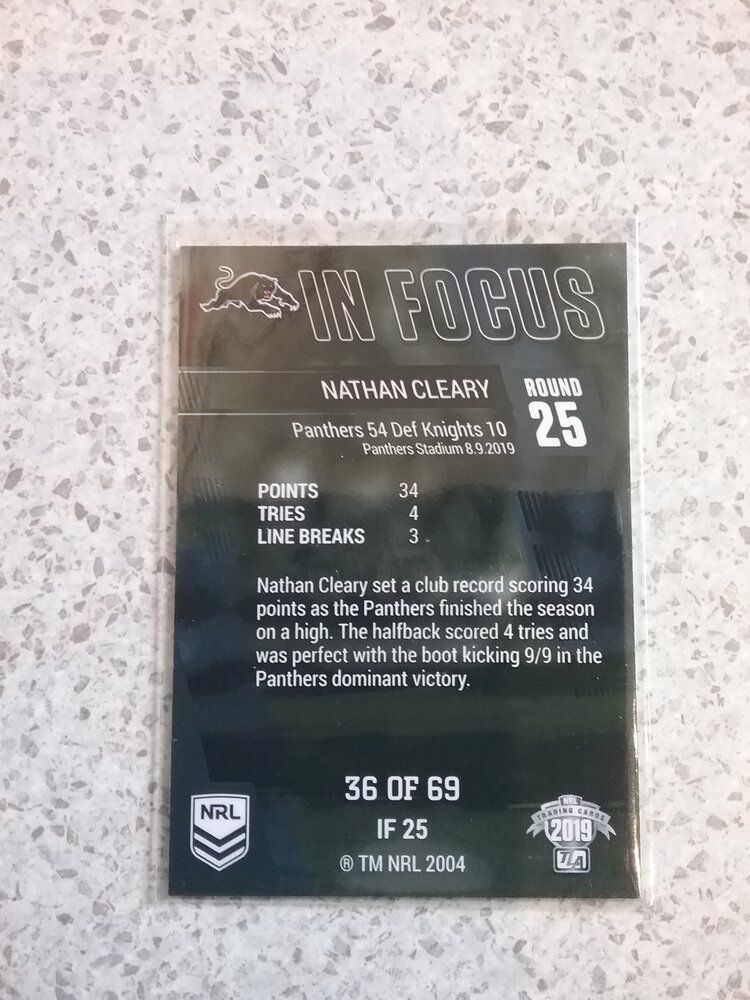 IN FOCUS
NATHAN CLEARY
ROUND
25
Panthers 54 Def Knights 10
Panthers Stadium 8.9.2019
POINTS 34
TRIES 4
LINE BREAKS 3
Nathan Cleary set a club record scoring 34
points as the Panthers finished the season
on a high. The halfback scored 4 tries and
was perfect with the boot kicking 9/9 in the
Panthers dominant victory.
36 OF 69
IF 25
® TM NRL 2004
NRL
NRL
TRADING CARDS
2019
TLA